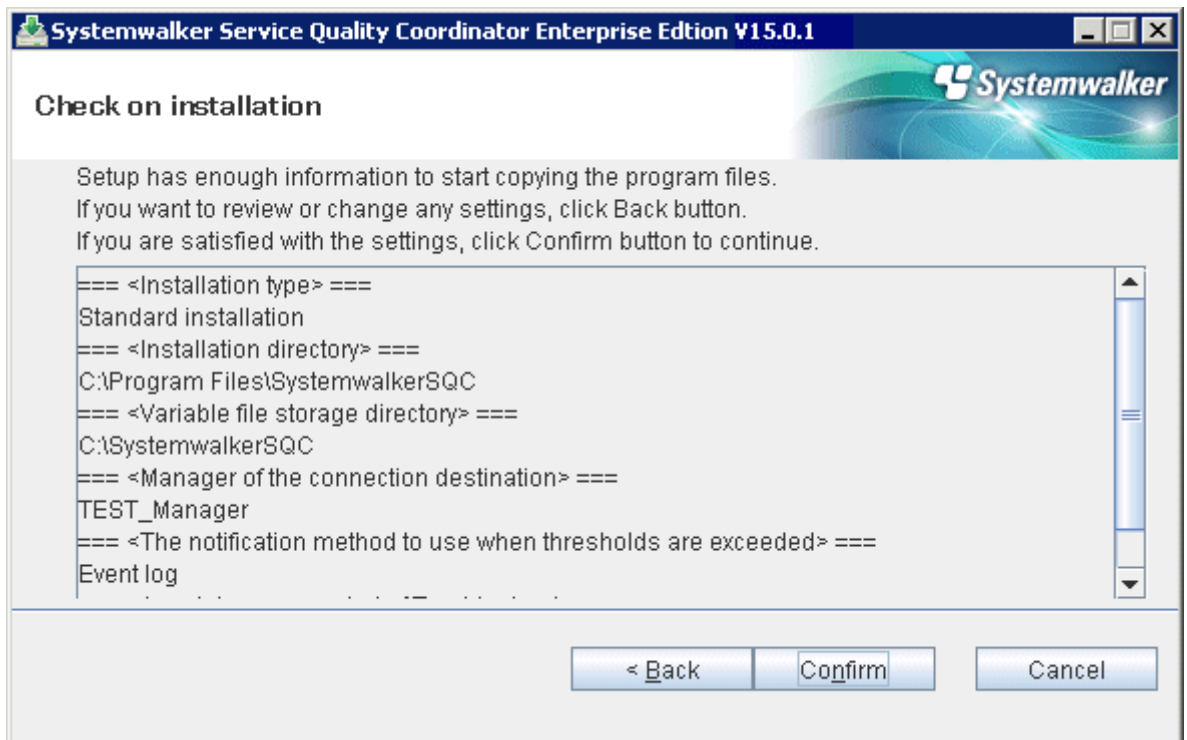 Systemwalker Service Quality Coordinator Enterprise Edtion V15.0.1
Systemwalker
Check on installation
Setup has enough information to start copying the program files.
If you want to review or change any settings, click Back button.
If you are satisfied with the settings, click Confirm button to continue.
=== <Installation type> ===
Standard installation
=== <Installation directory> ===
C:\Program Files\SystemwalkerSQC
=== <Variable file storage directory> ===
C:\SystemwalkerSQC
=== <Manager of the connection destination> ===
TEST_Manager
=== <The notification method to use when thresholds are exceeded> ===
Event log
< Back
Confirm
Cancel